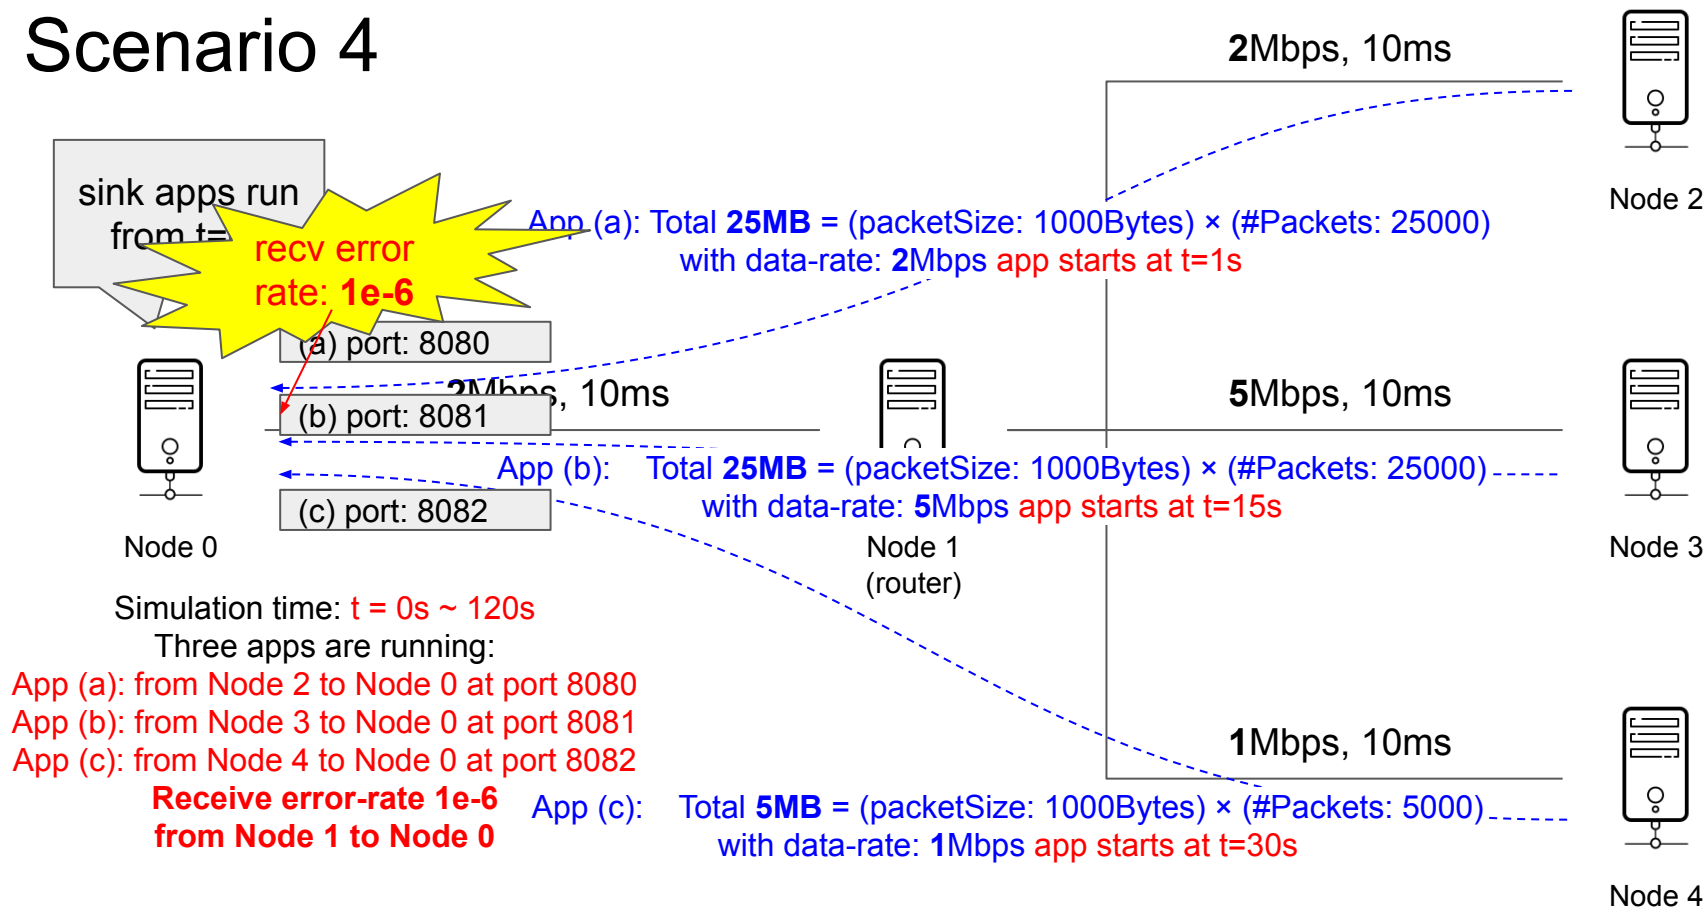 Scenario 4
2Mbps, 10ms
Node 2
sink apps run
from t=
recv error
rate: 1e-6
App (a): Total 25MB = (packetSize: 1000Bytes) × (#Packets: 25000)
with data-rate: 2Mbps app starts at t=1s
(a) port: 8080
2Mbps, 10ms
5Mbps, 10ms
(b) port: 8081
App (b): Total 25MB = (packetSize: 1000Bytes) × (#Packets: 25000)
with data-rate: 5Mbps app starts at t=15s
(c) port: 8082
Node 0
Node 1
(router)
Node 3
Simulation time: t = 0s ~ 120s
Three apps are running:
App (a): from Node 2 to Node 0 at port 8080
App (b): from Node 3 to Node 0 at port 8081
App (c): from Node 4 to Node 0 at port 8082
Receive error-rate 1e-6
from Node 1 to Node 0
1Mbps, 10ms
App (c): Total 5MB = (packetSize: 1000Bytes) × (#Packets: 5000)
with data-rate: 1Mbps app starts at t=30s
Node 4